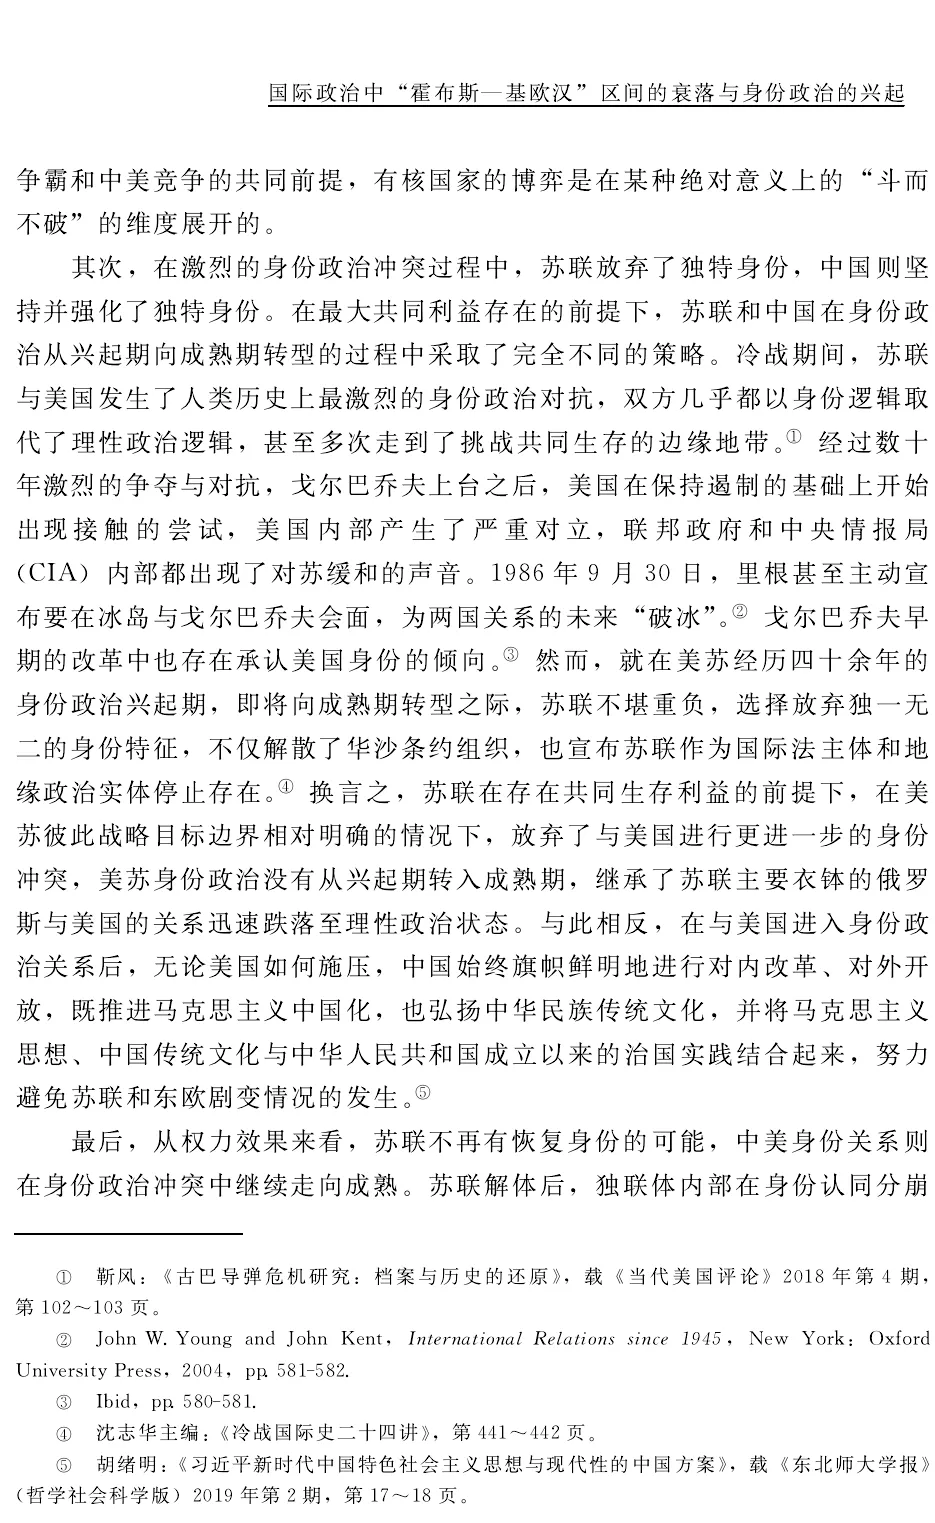 国际政治中“霍布斯—基欧汉”区间的衰落与身份政治的兴起
争霸和中美竞争的共同前提，有核国家的博弈是在某种绝对意义上的“斗而
不破”的维度展开的。
其次，在激烈的身份政治冲突过程中，苏联放弃了独特身份，中国则坚
持并强化了独特身份。在最大共同利益存在的前提下，苏联和中国在身份政
治从兴起期向成熟期转型的过程中采取了完全不同的策略。冷战期间，苏联
与美国发生了人类历史上最激烈的身份政治对抗，双方几乎都以身份逻辑取
代了理性政治逻辑，甚至多次走到了挑战共同生存的边缘地带。① 经过数十
年激烈的争夺与对抗，戈尔巴乔夫上台之后，美国在保持遏制的基础上开始
出现接触的尝试，美国内部产生了严重对立，联邦政府和中央情报局
（CIA）内部都出现了对苏缓和的声音。1986 年 9 月 30 日，里根甚至主动宣
布要在冰岛与戈尔巴乔夫会面，为两国关系的未来“破冰”。② 戈尔巴乔夫早
期的改革中也存在承认美国身份的倾向。③ 然而，就在美苏经历四十余年的
身份政治兴起期，即将向成熟期转型之际，苏联不堪重负，选择放弃独一无
二的身份特征，不仅解散了华沙条约组织，也宣布苏联作为国际法主体和地
缘政治实体停止存在。④ 换言之，苏联在存在共同生存利益的前提下，在美
苏彼此战略目标边界相对明确的情况下，放弃了与美国进行更进一步的身份
冲突，美苏身份政治没有从兴起期转入成熟期，继承了苏联主要衣钵的俄罗
斯与美国的关系迅速跌落至理性政治状态。与此相反，在与美国进入身份政
治关系后，无论美国如何施压，中国始终旗帜鲜明地进行对内改革、对外开
放，既推进马克思主义中国化，也弘扬中华民族传统文化，并将马克思主义
思想、中国传统文化与中华人民共和国成立以来的治国实践结合起来，努力
避免苏联和东欧剧变情况的发生。⑤
最后，从权力效果来看，苏联不再有恢复身份的可能，中美身份关系则
在身份政治冲突中继续走向成熟。苏联解体后，独联体内部在身份认同分崩
① 靳风：《古巴导弹危机研究：档案与历史的还原》，载《当代美国评论》2018 年第 4 期，
第 102～103 页。
② John W. Young and John Kent, International Relations since 1945, New York: Oxford
University Press, 2004, pp. 581-582.
③ Ibid, pp. 580-581.
④ 沈志华主编：《冷战国际史二十四讲》，第 441～442 页。
⑤ 胡绪明：《习近平新时代中国特色社会主义思想与现代性的中国方案》，载《东北师大学报》
（哲学社会科学版）2019 年第 2 期，第 17～18 页。